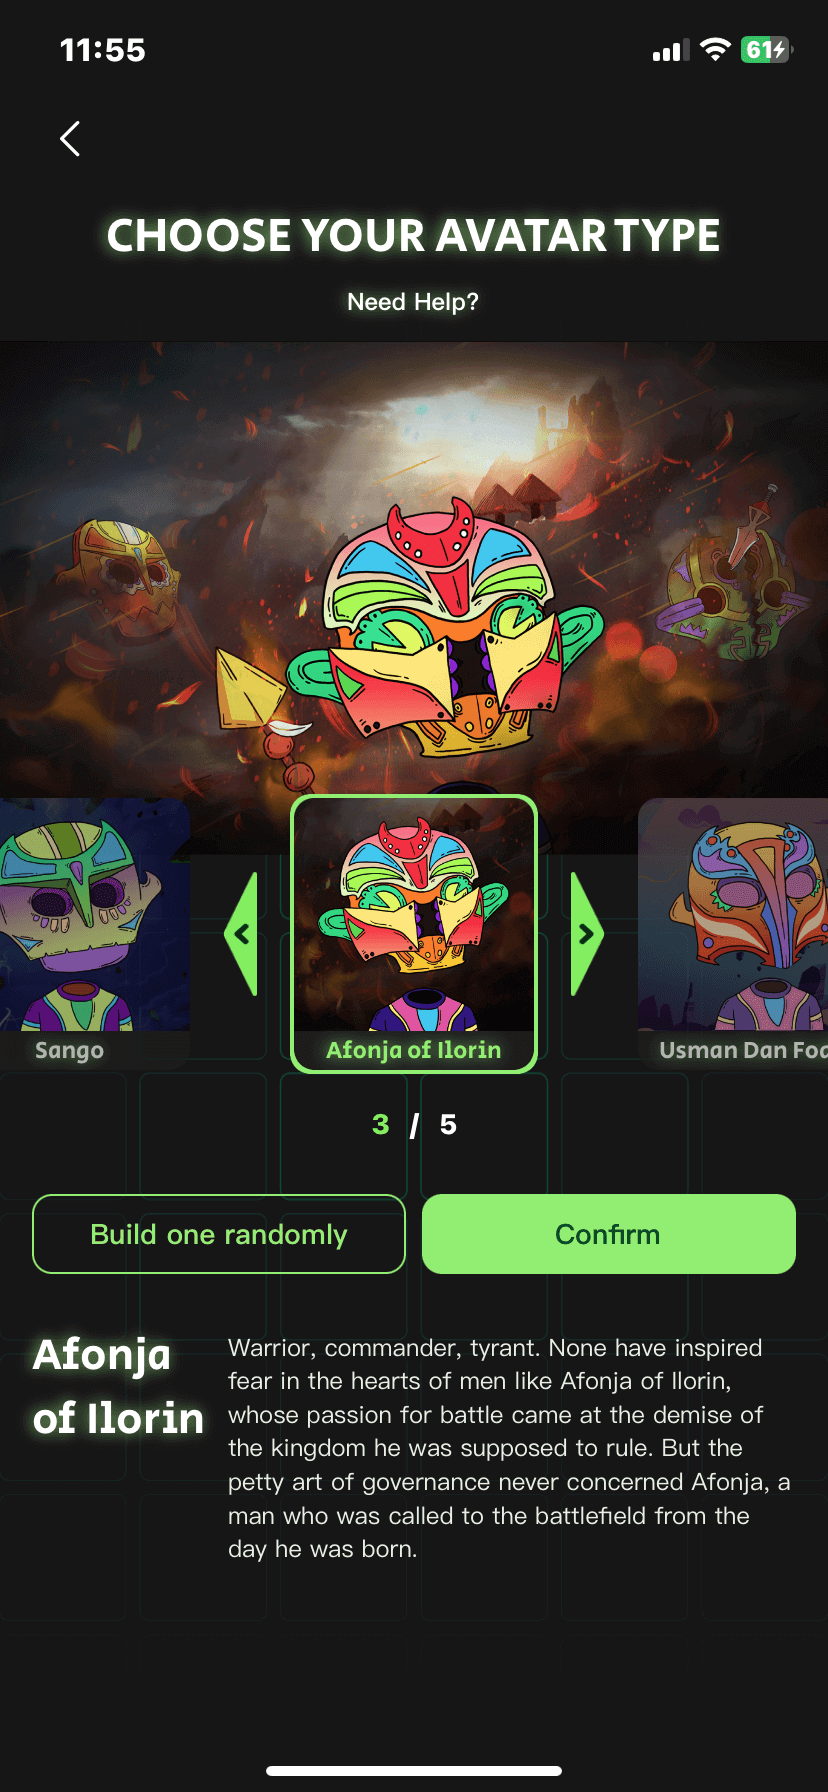 11:55
61
CHOOSE YOUR AVATAR TYPE
Need Help?
Sango
Afonja of Ilorin
Usman Dan Fod
3 / 5
Build one randomly
Confirm
Afonja
of Ilorin
Warrior, commander, tyrant. None have inspired
fear in the hearts of men like Afonja of Ilorin,
whose passion for battle came at the demise of
the kingdom he was supposed to rule. But the
petty art of governance never concerned Afonja, a
man who was called to the battlefield from the
day he was born.